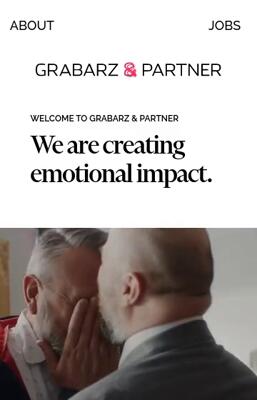 ABOUT JOBS
GRABARZ & PARTNER
WELCOME TO GRABARZ & PARTNER
We are creating
emotional impact.